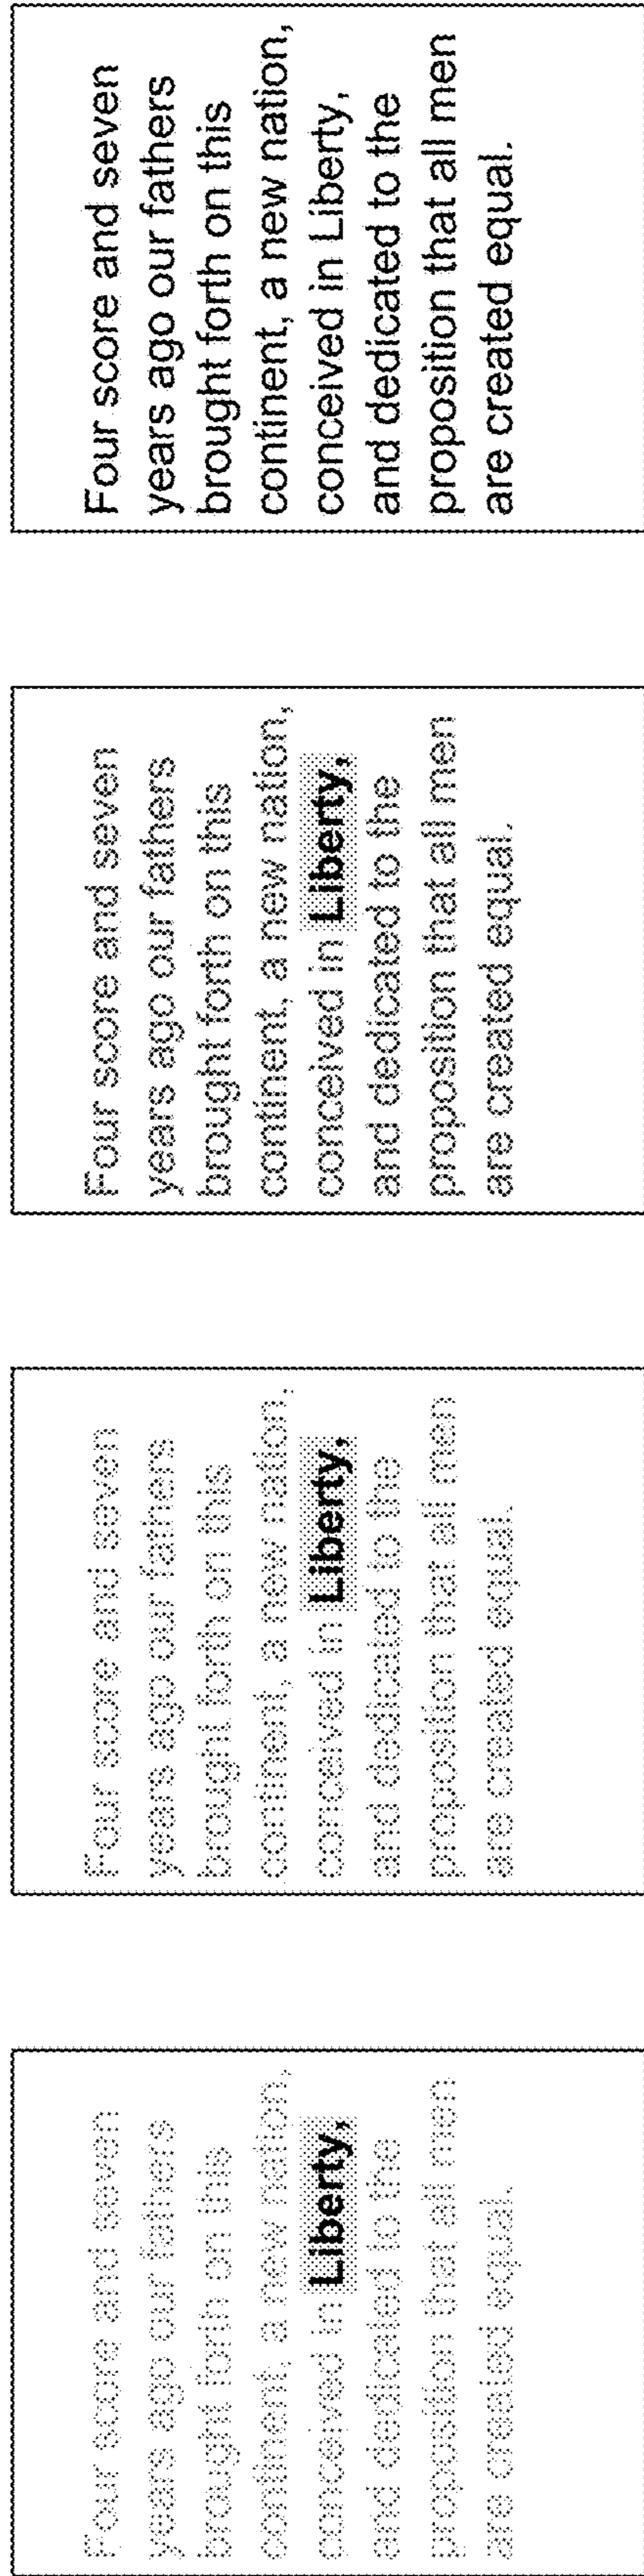 Four score and seven
years ago our fathers
brought forth on this
continent, a new nation,
conceived in Liberty,
and dedicated to the
proposition that all men
are created equal.
Four score and seven
years ago our fathers
brought forth on this
continent, a new nation,
conceived in Liberty,
and dedicated to the
proposition that all men
are created equal.
Four score and seven
years ago our fathers
brought forth on this
continent, a new nation,
conceived in Liberty,
and dedicated to the
proposition that all men
are created equal.
Four score and seven
years ago our fathers
brought forth on this
continent, a new nation,
conceived in Liberty,
and dedicated to the
proposition that all men
are created equal.